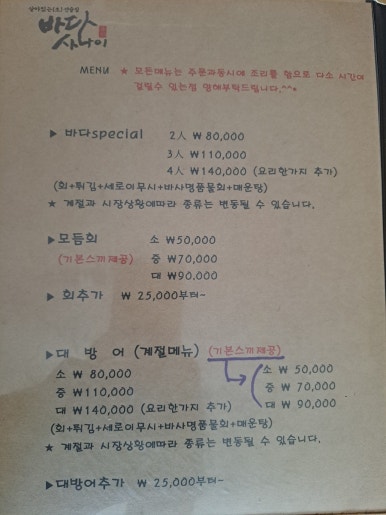 살아있는(生) 선술집
바다
사나이
MENU ★ 모든메뉴는 주문과동시에 조리를 함으로 다소 시간이
걸릴수 있는점 양해부탁드립니다.^^*
▶ 바다special 2人 ₩ 80,000
3人 ₩110,000
4人 ₩140,000 (요리한가지 추가)
(회+튀김+세로이무시+바사명품물회+매운탕)
★ 계절과 시장상황에따라 종류는 변동될 수 있습니다.
▶모듬회 소 ₩50,000
(기본스끼제공) 중 ₩70,000
대 ₩90,000
▶ 회추가 ₩ 25,000부터~
▶대 방 어 (계절메뉴) (기본스끼제공)
소 ₩ 80,000 소 ₩ 50,000
중 ₩110,000 중 ₩ 70,000
대 ₩140,000 (요리한가지 추가) 대 ₩ 90,000
(회+튀김+세로이무시+바사명품물회+매운탕)
★ 계절과 시장상황에따라 종류는 변동될 수 있습니다.
▶대방어추가 ₩ 25,000부터~